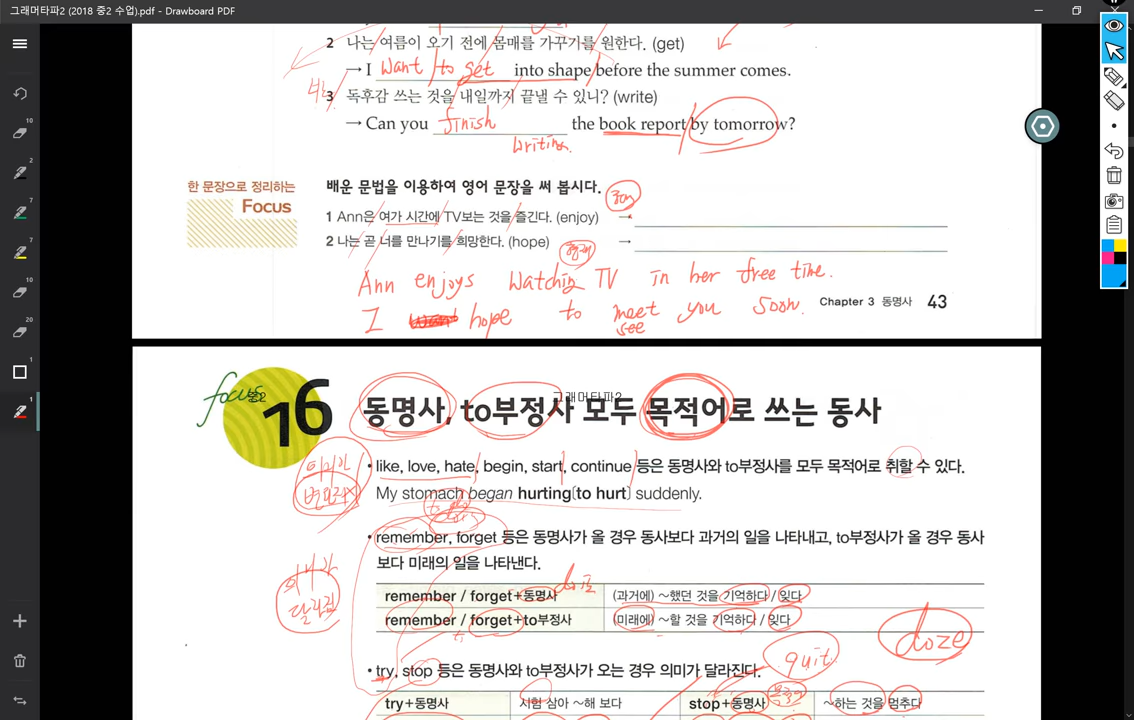 그래머타파2 (2018 중2 수업).pdf - Drawboard PDF
2 나는 여름이 오기 전에 몸매를 가꾸기를 원한다. (get)
→ I want to get into shape before the summer comes.
3 독후감 쓰는 것을 내일까지 끝낼 수 있니? (write)
→ Can you finish the book report by tomorrow?
writing
한 문장으로 정리하는
Focus
배운 문법을 이용하여 영어 문장을 써 봅시다.
1 Ann은 여가 시간에 TV보는 것을 즐긴다. (enjoy) →
2 나는 곧 너를 만나기를 희망한다. (hope) →
Ann enjoys watching TV in her free time.
I hope to meet you soon.
see
Chapter 3 동명사 43
focus
중2
그래머타파2
16 동명사, to부정사 모두 목적어로 쓰는 동사
• like, love, hate, begin, start, continue 등은 동명사와 to부정사를 모두 목적어로 취할 수 있다.
My stomach began hurting(to hurt) suddenly.
• remember, forget 등은 동명사가 올 경우 동사보다 과거의 일을 나타내고, to부정사가 올 경우 동사
보다 미래의 일을 나타낸다.
의미가
달라짐
remember / forget+동명사 (과거에) ~했던 것을 기억하다 / 잊다
remember / forget+to부정사 (미래에) ~할 것을 기억하다 / 잊다
doze
quit
• try, stop 등은 동명사와 to부정사가 오는 경우 의미가 달라진다.
목적어
try+동명사 시험 삼아 ~해 보다 stop+동명사 ~하는 것을 멈추다